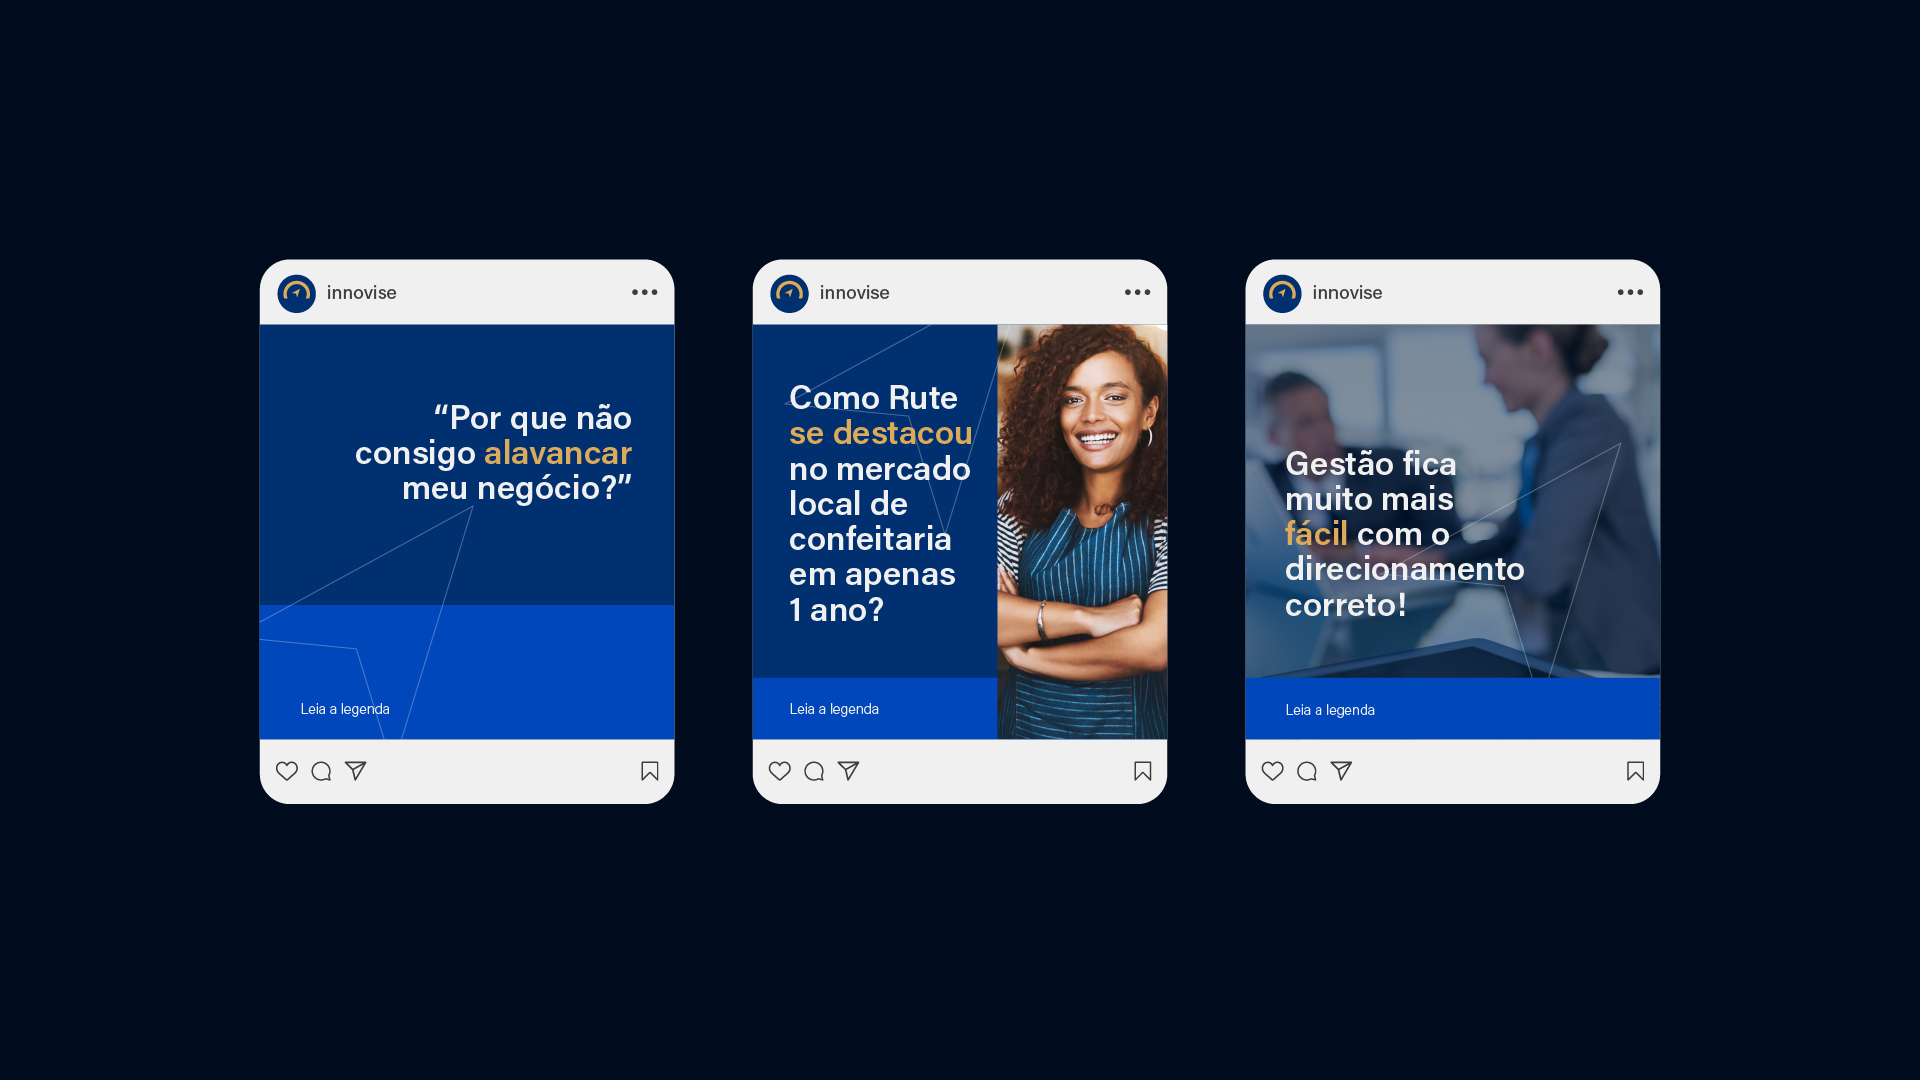 innovise
“Por que não
consigo alavancar
meu negócio?”
Leia a legenda
innovise
Como Rute
se destacou
no mercado
local de
confeitaria
em apenas
1 ano?
Leia a legenda
innovise
Gestão fica
muito mais
fácil com o
direcionamento
correto!
Leia a legenda